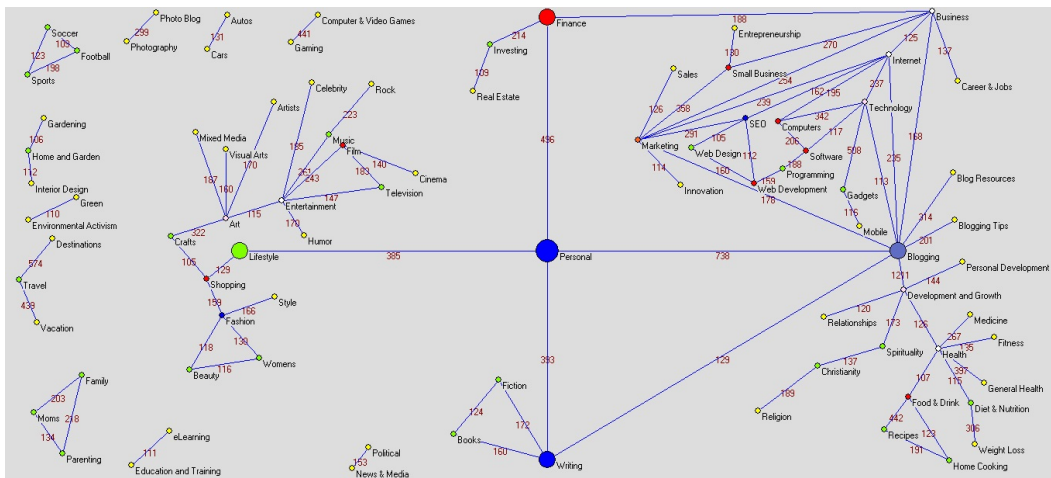 Photo Blog
Autos
Computer & Video Games
Finance
188
Business
Soccer
299
131
441
214
Entrepreneurship
109
Photography
Cars
Gaming
Investing
130
270
125
137
123
Football
Internet
198
Sales
Small Business
254
Sports
Celebrity
Rock
109
126
358
162
195
237
Career & Jobs
Artists
Real Estate
239
Technology
Gardening
223
SEO
342
168
106
Mixed Media
195
Music
496
Marketing
291
105
Computers
117
Home and Garden
Visual Arts
Film
140
Web Design
112
206
Software
508
235
112
187
160
170
261
243
183
Cinema
114
160
159
188
Programming
113
Blog Resources
Interior Design
147
Television
Innovation
Web Development
Gadgets
Green
178
116
314
110
115
Entertainment
Environmental Activism
Art
170
Mobile
201
Blogging Tips
322
Destinations
Crafts
Humor
574
105
Lifestyle
385
Personal
738
Blogging
129
Personal Development
Travel
Shopping
1211
144
439
159
166
Style
Development and Growth
Fashion
120
Medicine
Vacation
Relationships
173
126
118
130
267
Fitness
Spirituality
135
Womens
393
129
Health
116
137
397
Beauty
Christianity
107
115
General Health
Family
Fiction
189
203
Food & Drink
Diet & Nutrition
Moms
218
124
172
Religion
442
134
123
306
eLearning
Books
Recipes
Political
160
191
Weight Loss
Parenting
111
153
Writing
Home Cooking
Education and Training
News & Media